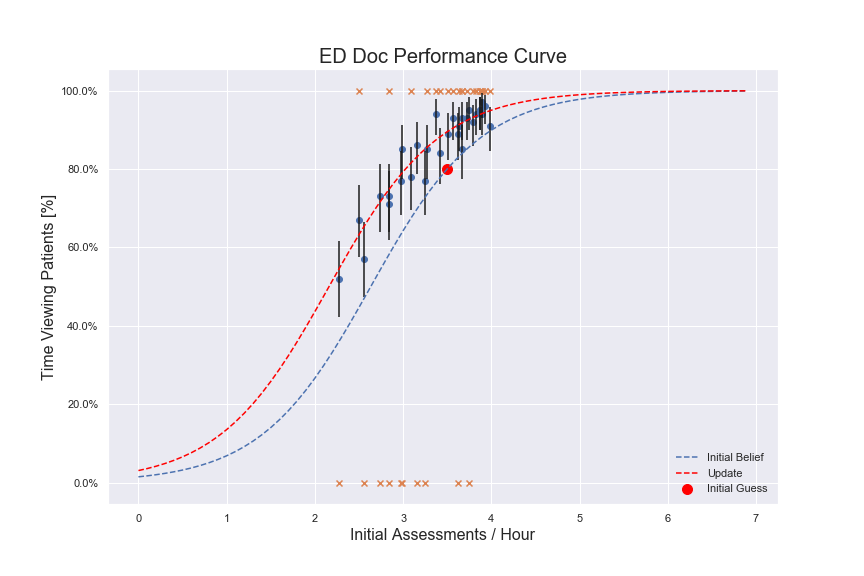 ED Doc Performance Curve
100.0%
80.0%
60.0%
40.0%
20.0%
0.0%
Time Viewing Patients [%]
0 1 2 3 4 5 6 7
Initial Assessments / Hour
Initial Belief
Update
Initial Guess